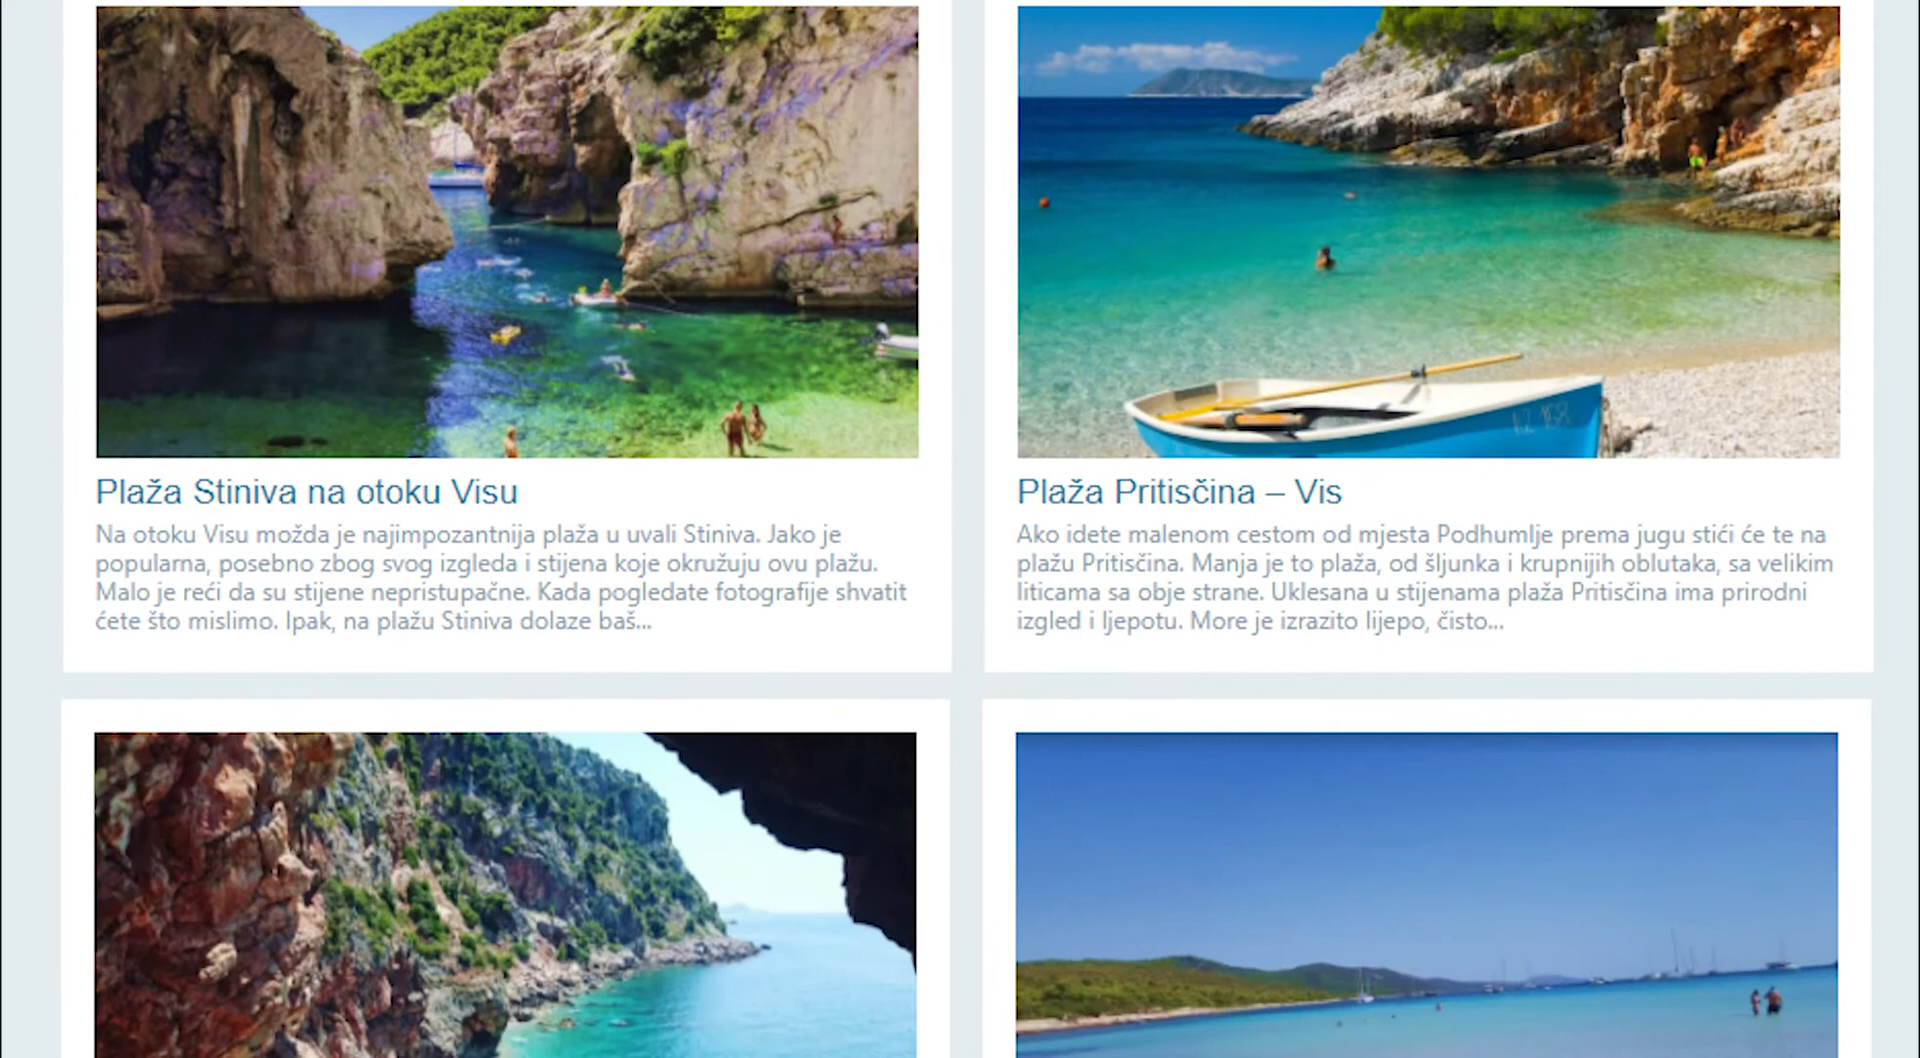 Plaža Stiniva na otoku Visu
Na otoku Visu možda je najimpozantnija plaža u uvali Stiniva. Jako je
popularna, posebno zbog svog izgleda i stijena koje okružuju ovu plažu.
Malo je reći da su stijene nepristupačne. Kada pogledate fotografije shvatit
ćete što mislimo. Ipak, na plažu Stiniva dolaze baš...
Plaža Pritisčina – Vis
Ako idete malenom cestom od mjesta Podhumlje prema jugu stići će te na
plažu Pritisčina. Manja je to plaža, od šljunka i krupnijih oblutaka, sa velikim
liticama sa obje strane. Uklesana u stijenama plaža Pritisčina ima prirodni
izgled i ljepotu. More je izrazito lijepo, čisto...